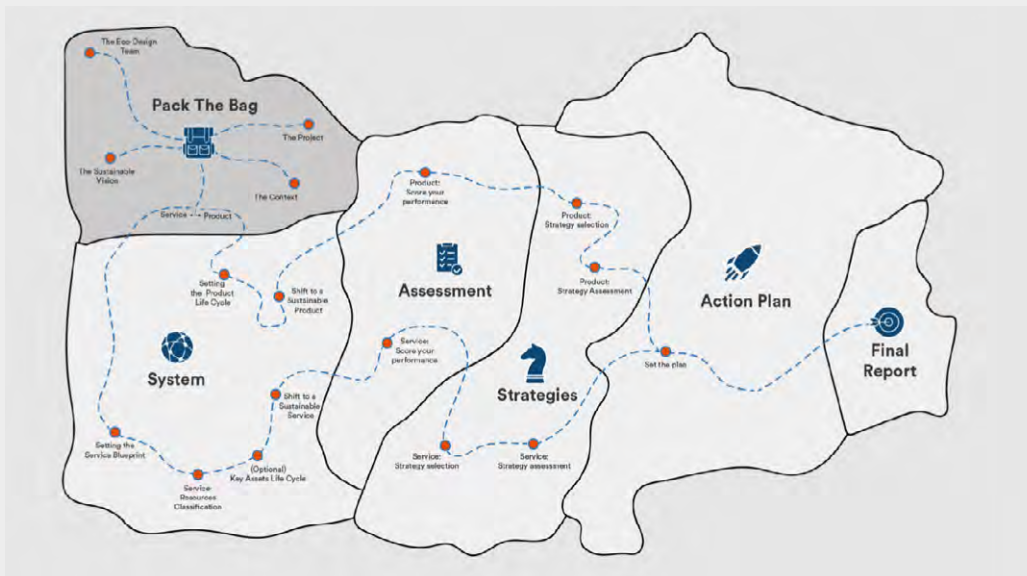 The Eco-Design
Team
Pack The Bag
The Project
The Sustainable
Vision
The Context
Service
Product
Setting
the Product
Life Cycle
Shift to a
Sustainable
Product
System
Setting the
Service Blueprint
Service:
Resources
Classification
(Optional)
Key Assets Life Cycle
Shift to a
Sustainable
Service
Product:
Score your
performance
Assessment
Service:
Score your
performance
Product:
Strategy selection
Product:
Strategy Assessment
Strategies
Service:
Strategy selection
Service:
Strategy assessment
Action Plan
Set the plan
Final
Report